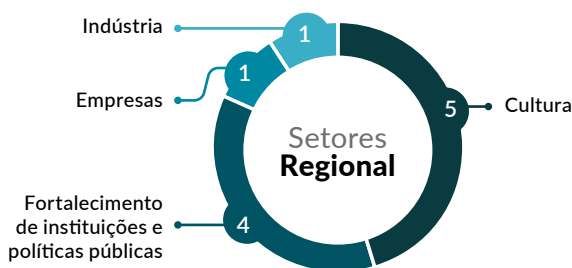 Indústria
1
Empresas
1
5
Cultura
Setores
Regional
Fortalecimento
de instituições e
políticas públicas
4